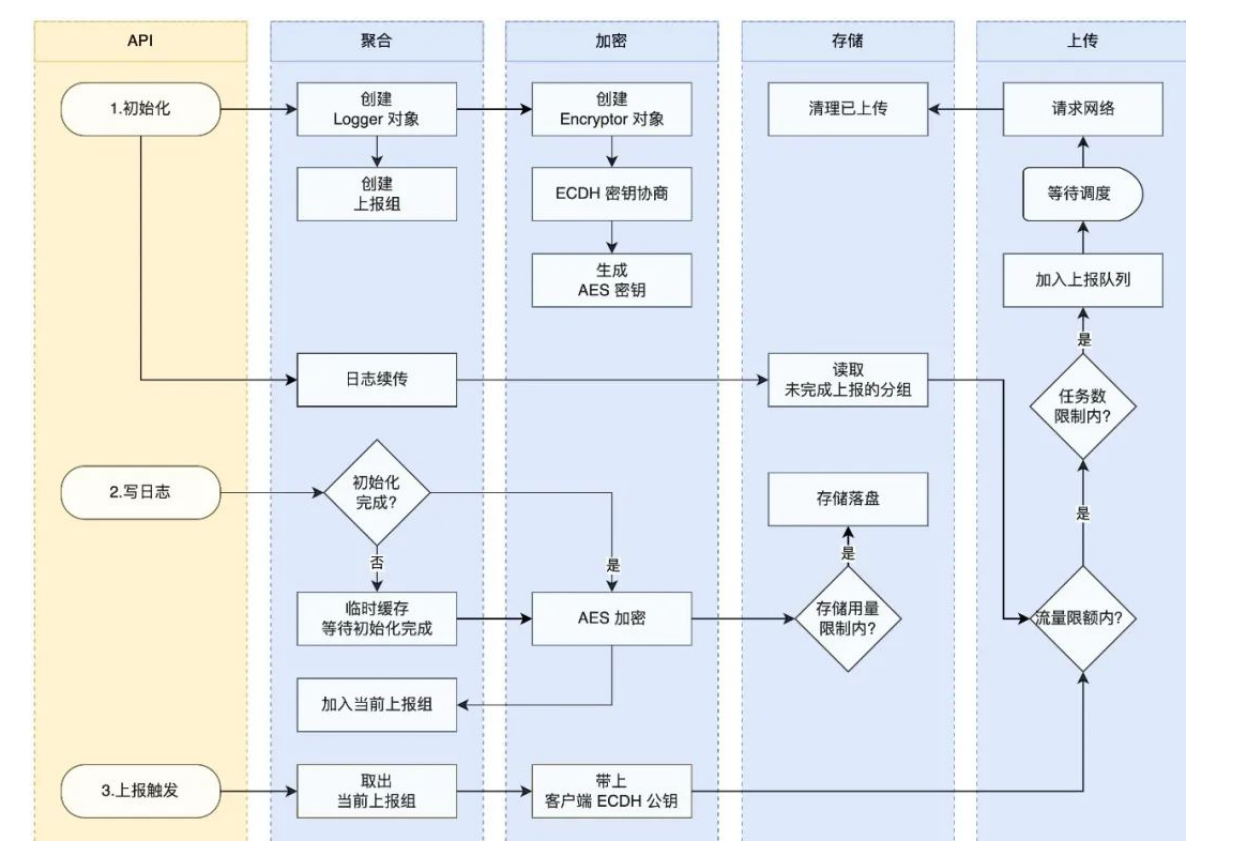 API
聚合
加密
存储
上传
1.初始化
创建
Logger 对象
创建
Encryptor 对象
清理已上传
请求网络
创建
上报组
ECDH 密钥协商
等待调度
生成
AES 密钥
加入上报队列
是
日志续传
读取
未完成上报的分组
任务数
限制内?
2.写日志
初始化
完成?
存储落盘
是
否
是
是
临时缓存
等待初始化完成
AES 加密
存储用量
限制内?
流量限额内?
加入当前上报组
3.上报触发
取出
当前上报组
带上
客户端 ECDH 公钥